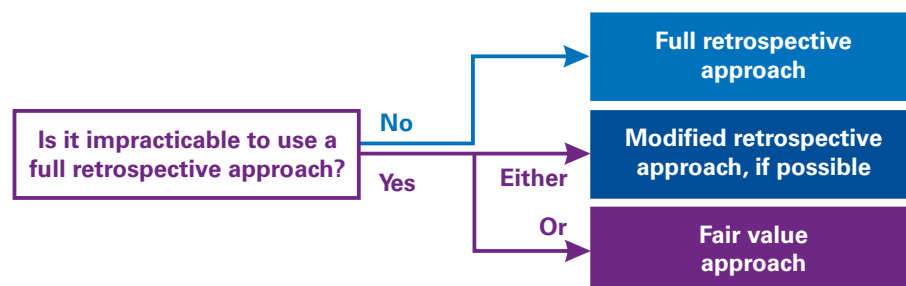 Is it impracticable to use a
full retrospective approach?
No
Yes
Either
Or
Full retrospective
approach
Modified retrospective
approach, if possible
Fair value
approach